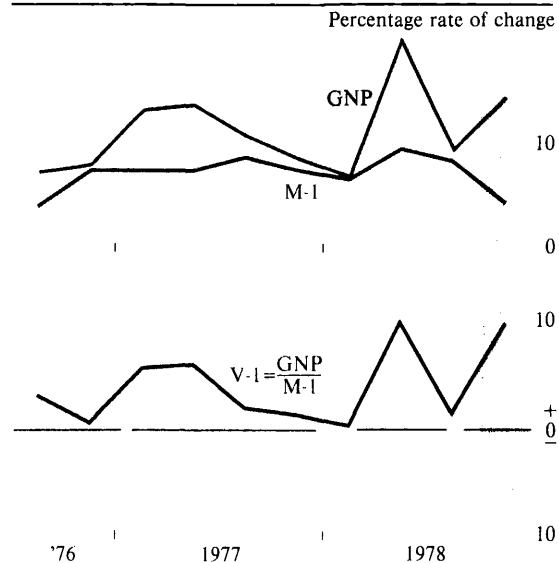 Percentage rate of change
GNP
10
M-1
0
10
V-1=GNP
M-1
+
0
−
10
'76 1977 1978